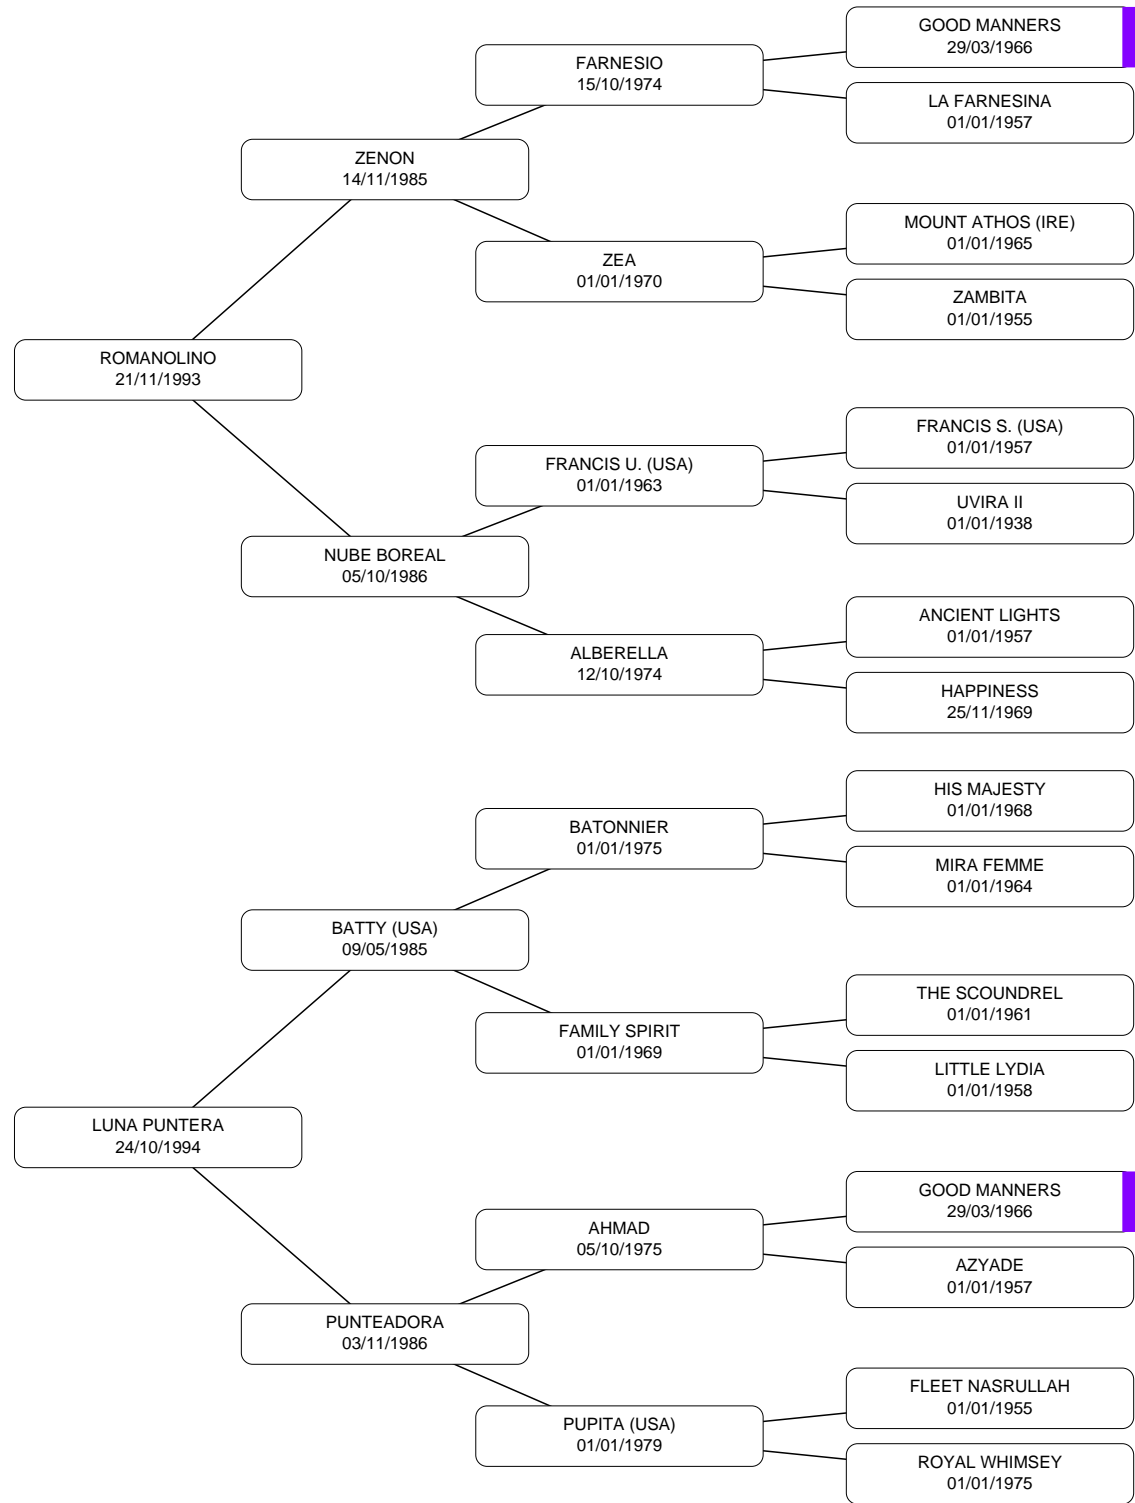 GOOD MANNERS
29/03/1966
FARNESIO
15/10/1974
LA FARNESINA
01/01/1957
ZENON
14/11/1985
MOUNT ATHOS (IRE)
01/01/1965
ZEA
01/01/1970
ZAMBITA
01/01/1955
ROMANOLINO
21/11/1993
FRANCIS S. (USA)
01/01/1957
FRANCIS U. (USA)
01/01/1963
UVIRA II
01/01/1938
NUBE BOREAL
05/10/1986
ANCIENT LIGHTS
01/01/1957
ALBERELLA
12/10/1974
HAPPINESS
25/11/1969
HIS MAJESTY
01/01/1968
BATONNIER
01/01/1975
MIRA FEMME
01/01/1964
BATTY (USA)
09/05/1985
THE SCOUNDREL
01/01/1961
FAMILY SPIRIT
01/01/1969
LITTLE LYDIA
01/01/1958
LUNA PUNTERA
24/10/1994
GOOD MANNERS
29/03/1966
AHMAD
05/10/1975
AZYADE
01/01/1957
PUNTEADORA
03/11/1986
FLEET NASRULLAH
01/01/1955
PUPITA (USA)
01/01/1979
ROYAL WHIMSEY
01/01/1975